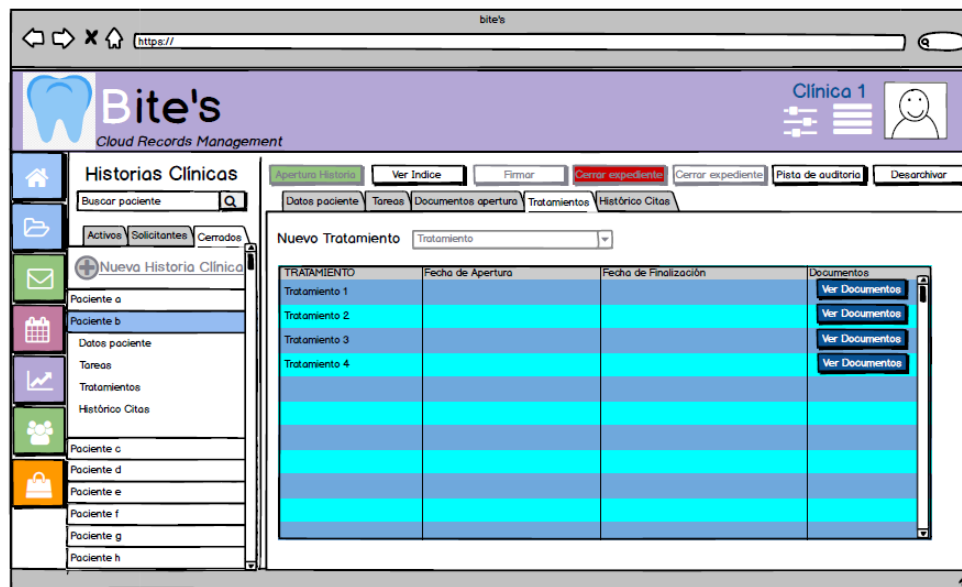 bite's
https://
Bite's
Cloud Records Management
Clínica 1
Historias Clínicas
Buscar paciente
Activos Solicitantes Cerrados
Nueva Historia Clínica
Paciente a
Paciente b
Datos paciente
Tareas
Tratamientos
Histórico Citas
Paciente c
Paciente d
Paciente e
Paciente f
Paciente g
Paciente h
Apertura Historia Ver Indice Firmar Cerrar expediente Cerrar expediente Pista de auditoria Desarchivar
Datos paciente Tareas Documentos apertura Tratamientos Histórico Citas
Nuevo Tratamiento Tratamiento
TRATAMIENTO Fecha de Apertura Fecha de Finalización Documentos
Tratamiento 1 Ver Documentos
Tratamiento 2 Ver Documentos
Tratamiento 3 Ver Documentos
Tratamiento 4 Ver Documentos